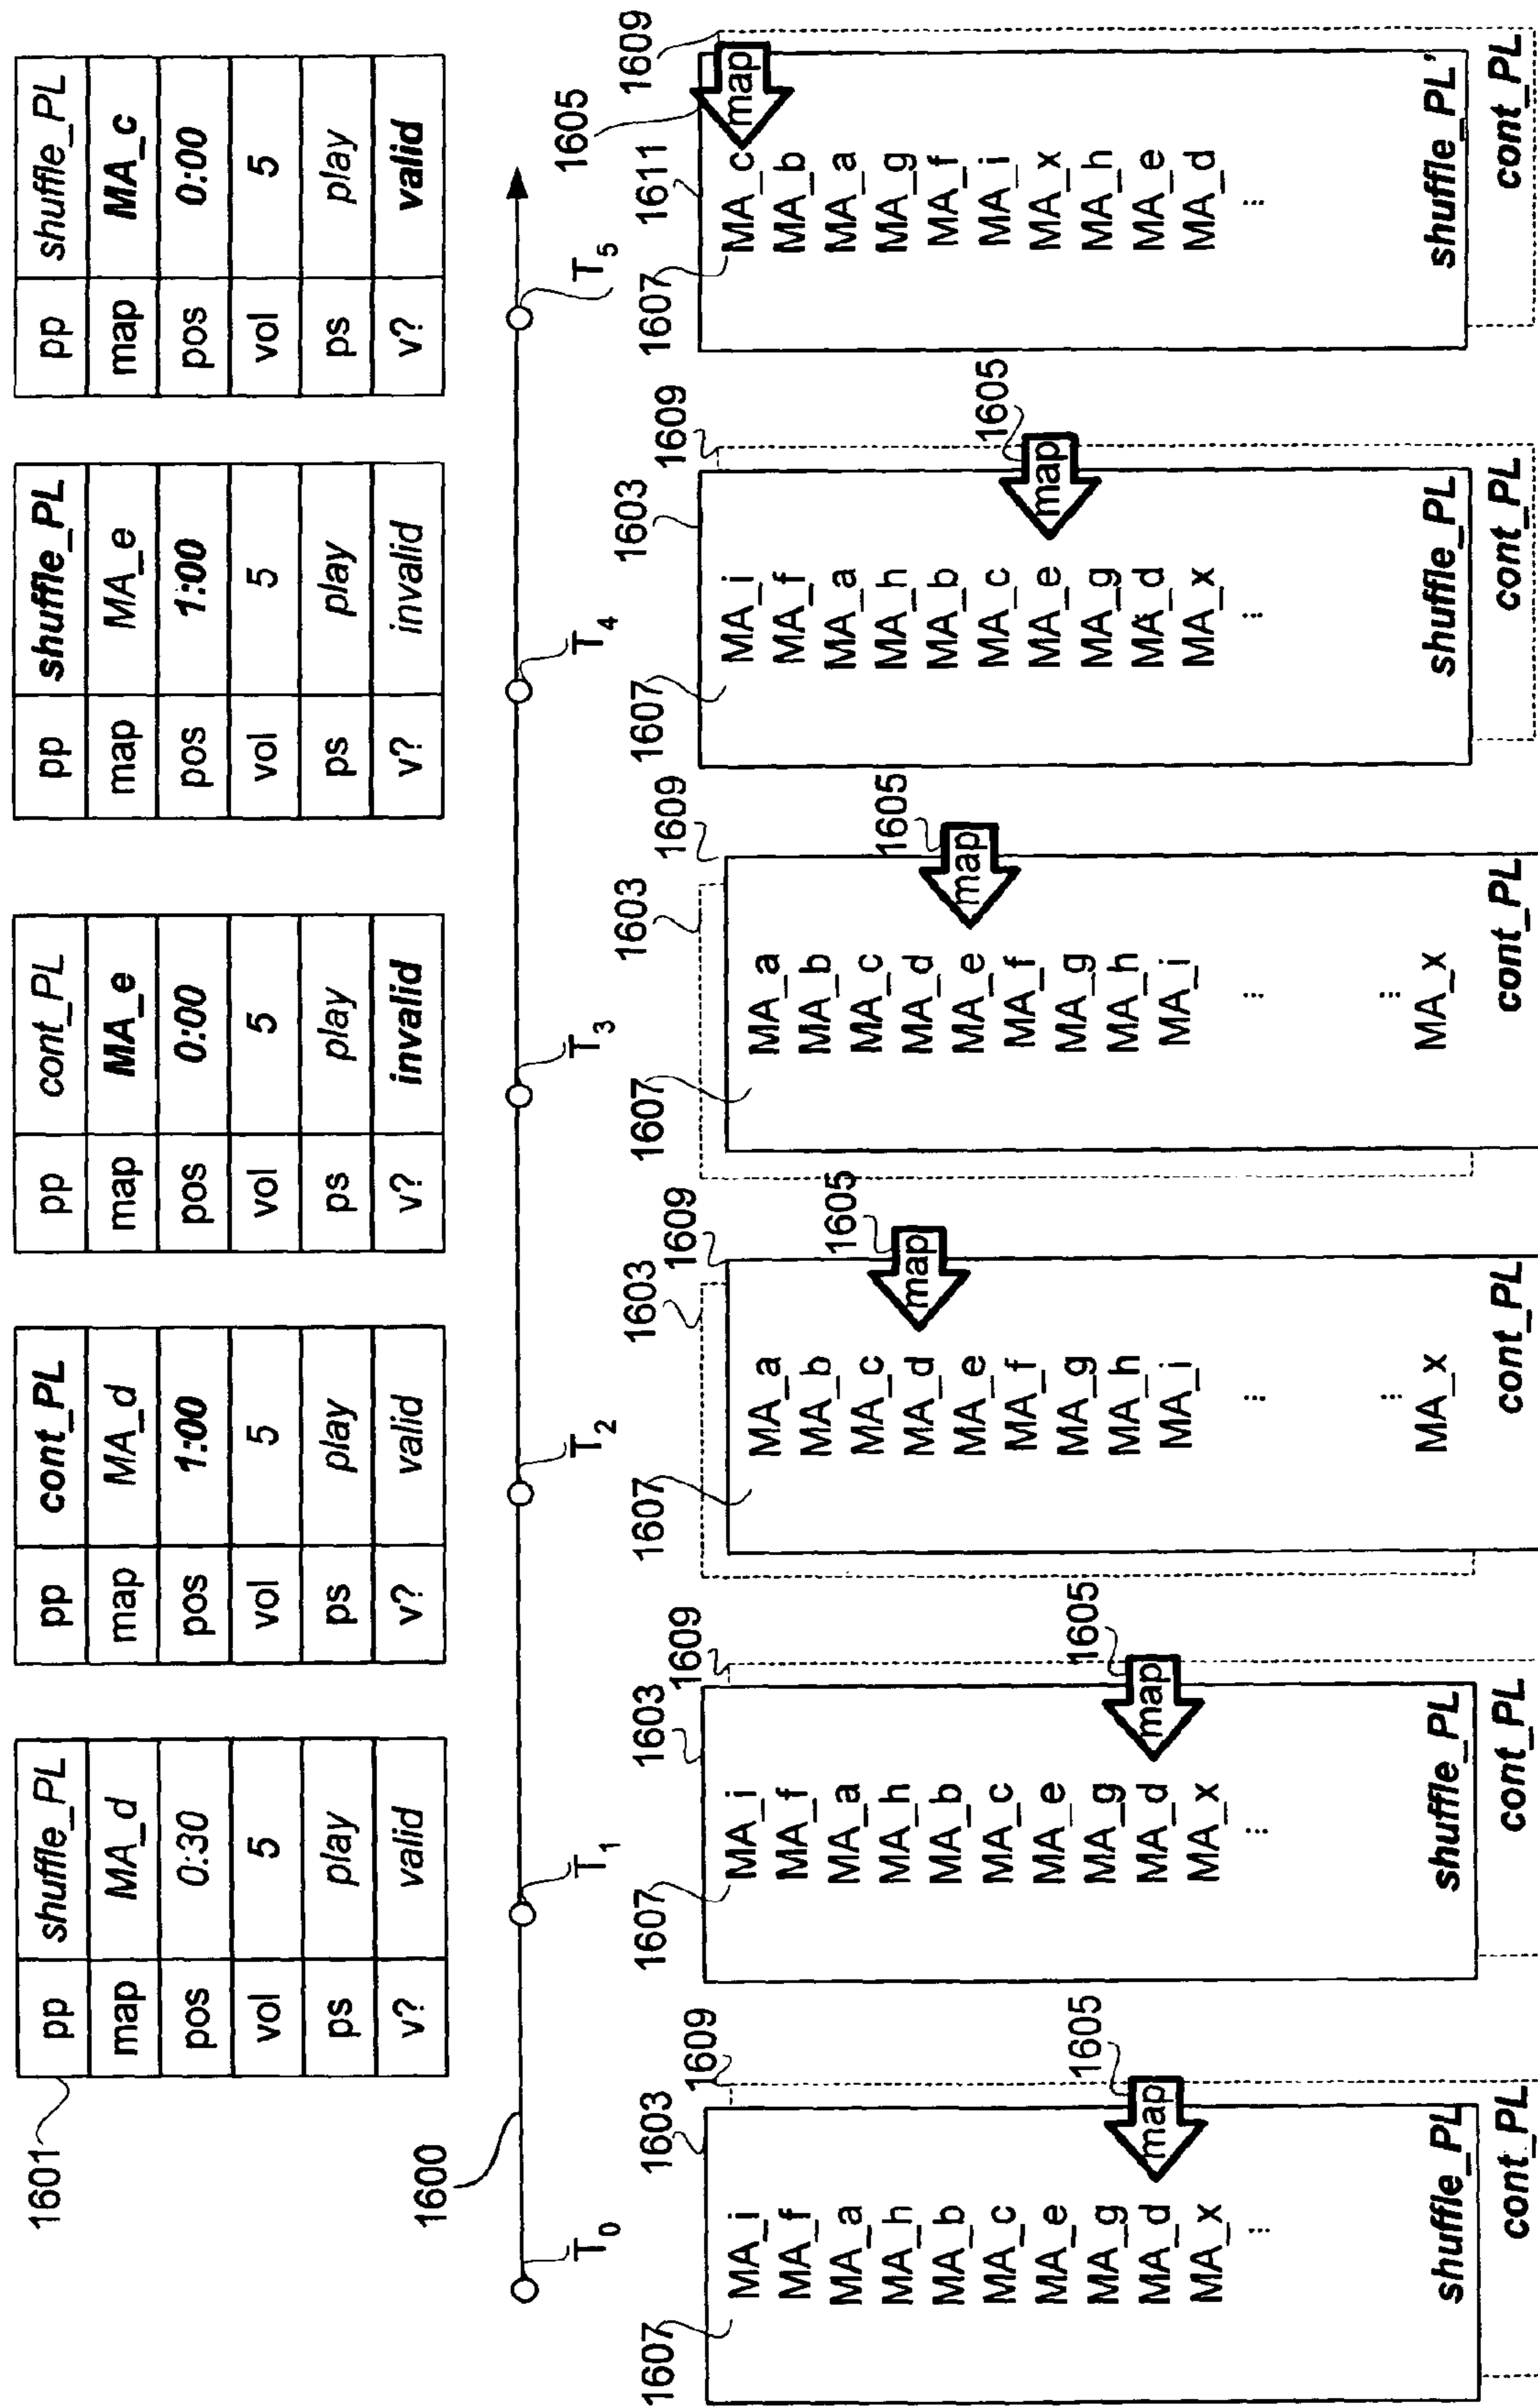 1601
pp shuffle_PL
map MA_d
pos 0:30
vol 5
ps play
v? valid
pp cont_PL
map MA_d
pos 1:00
vol 5
ps play
v? valid
pp cont_PL
map MA_e
pos 0:00
vol 5
ps play
v? invalid
pp shuffle_PL
map MA_e
pos 1:00
vol 5
ps play
v? invalid
pp shuffle_PL
map MA_c
pos 0:00
vol 5
ps play
v? valid
1600
T0
T1
T2
T3
T4
T5
1607
1603
1609
1605
map
MA_i
MA_f
MA_a
MA_h
MA_b
MA_c
MA_e
MA_g
MA_d
MA_x
...
shuffle_PL
cont_PL
1607
1603
1609
1605
map
MA_i
MA_f
MA_a
MA_h
MA_b
MA_c
MA_e
MA_g
MA_d
MA_x
...
shuffle_PL
cont_PL
1607
1603
1609
1605
map
MA_a
MA_b
MA_c
MA_d
MA_e
MA_f
MA_g
MA_h
MA_i
...
...
MA_x
cont_PL
1607
1603
1609
1605
map
MA_a
MA_b
MA_c
MA_d
MA_e
MA_f
MA_g
MA_h
MA_i
...
...
MA_x
cont_PL
1607
1603
1609
1605
map
MA_i
MA_f
MA_a
MA_h
MA_b
MA_c
MA_e
MA_g
MA_d
MA_x
...
shuffle_PL
cont_PL
1607
1611
1605
1609
map
MA_c
MA_b
MA_a
MA_g
MA_f
MA_i
MA_x
MA_h
MA_e
MA_d
...
shuffle_PL'
cont_PL